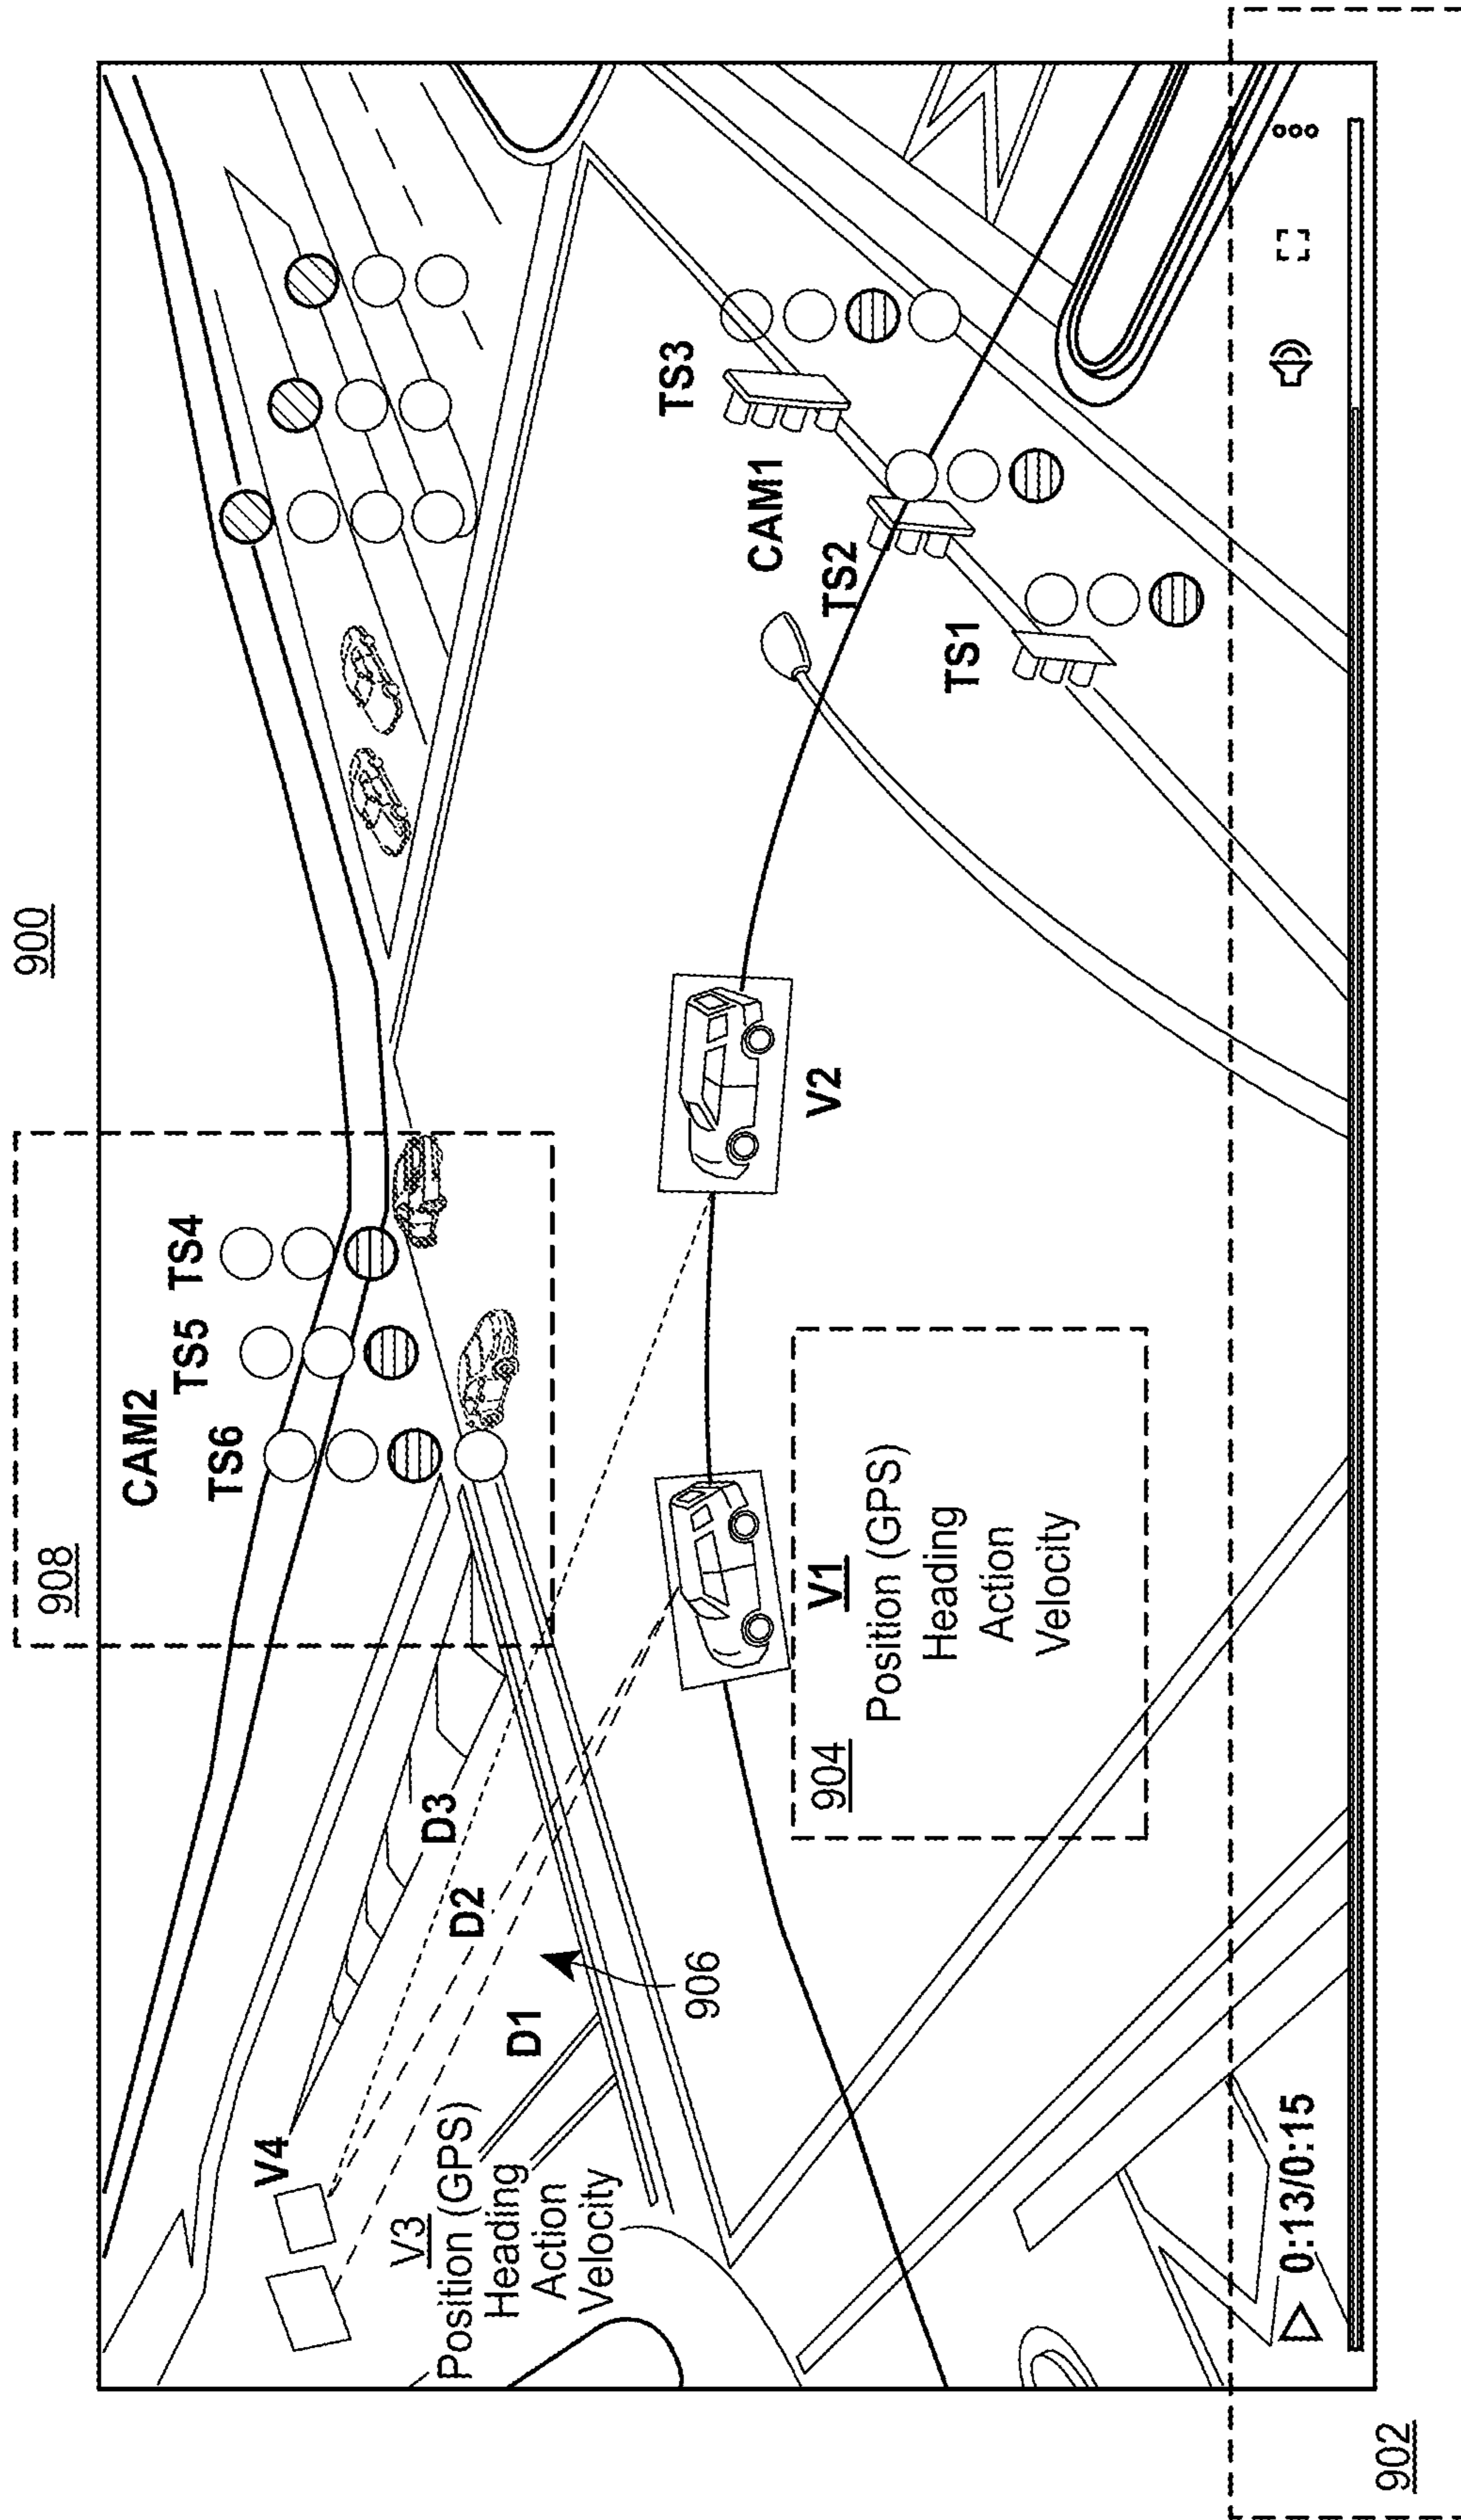 900
908
CAM2
TS6
TS5
TS4
V4
V3
Position (GPS)
Heading
Action
Velocity
D1
D2
D3
906
V2
904
V1
Position (GPS)
Heading
Action
Velocity
CAM1
TS3
TS2
TS1
0:13/0:15
902